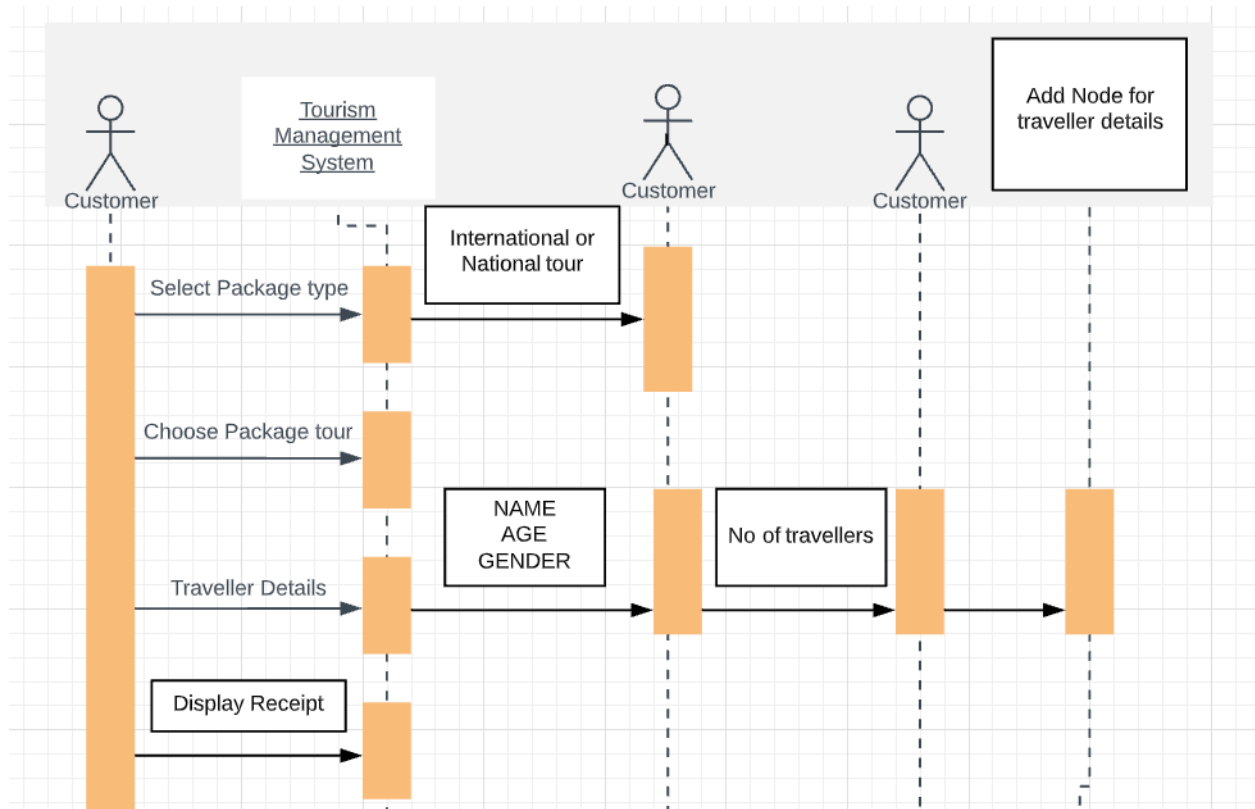 Add Node for
traveller details
Tourism
Management
System
Customer
Customer
Customer
International or
National tour
Select Package type
Choose Package tour
NAME
AGE
GENDER
No of travellers
Traveller Details
Display Receipt